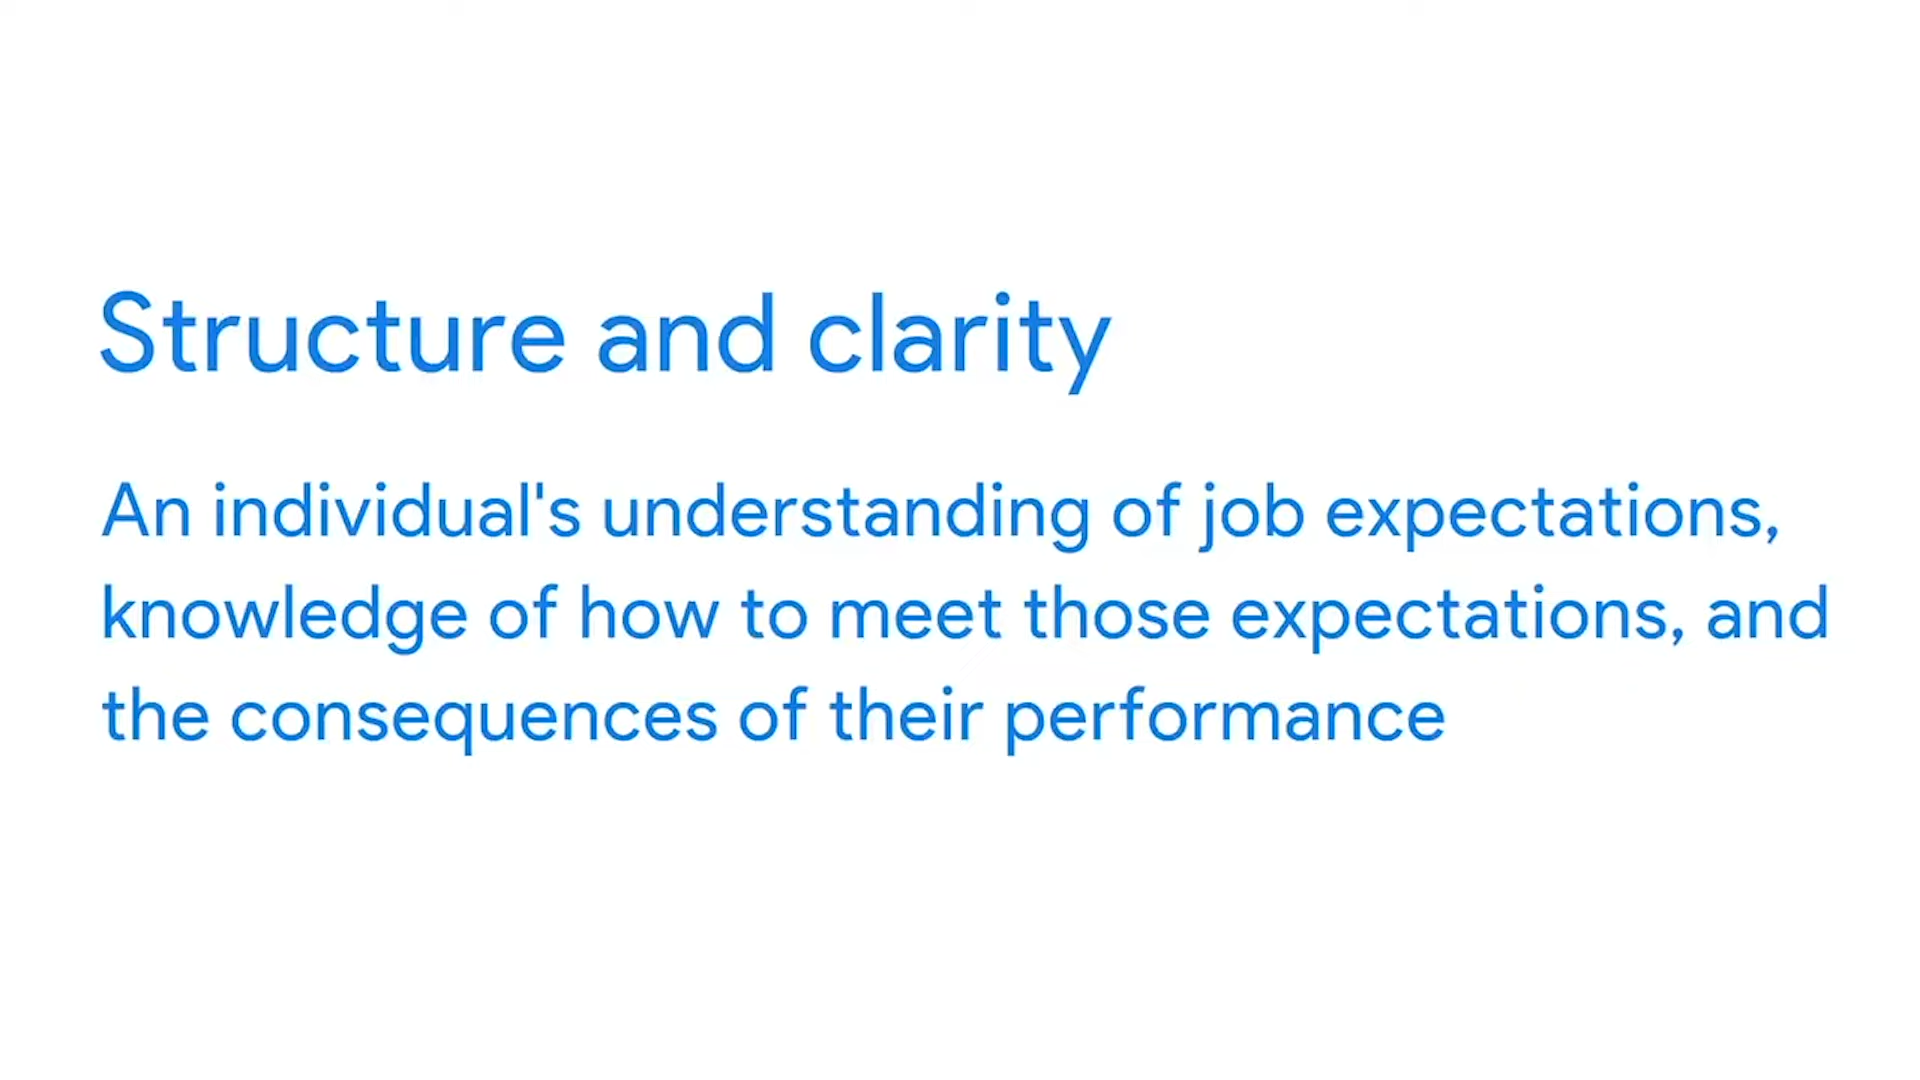 Structure and clarity
An individual's understanding of job expectations,
knowledge of how to meet those expectations, and
the consequences of their performance